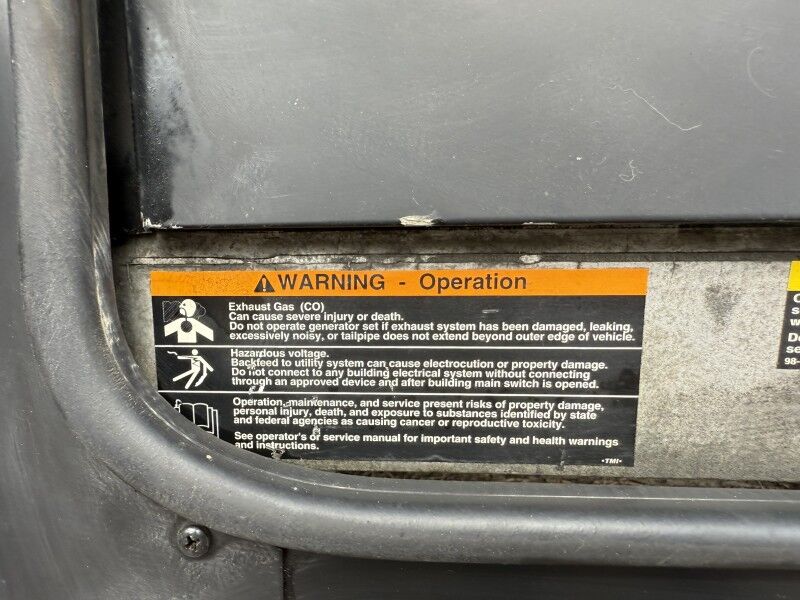 WARNING - Operation
Exhaust Gas (CO)
Can cause severe injury or death.
Do not operate generator set if exhaust system has been damaged, leaking,
excessively noisy, or tailpipe does not extend beyond outer edge of vehicle.
Hazardous voltage.
Backfeed to utility system can cause electrocution or property damage.
Do not connect to any building electrical system without connecting
through an approved device and after building main switch is opened.
Operation, maintenance, and service present risks of property damage,
personal injury, death, and exposure to substances identified by state
and federal agencies as causing cancer or reproductive toxicity.
See operator's or service manual for important safety and health warnings
and instructions.
•TMI•
98-